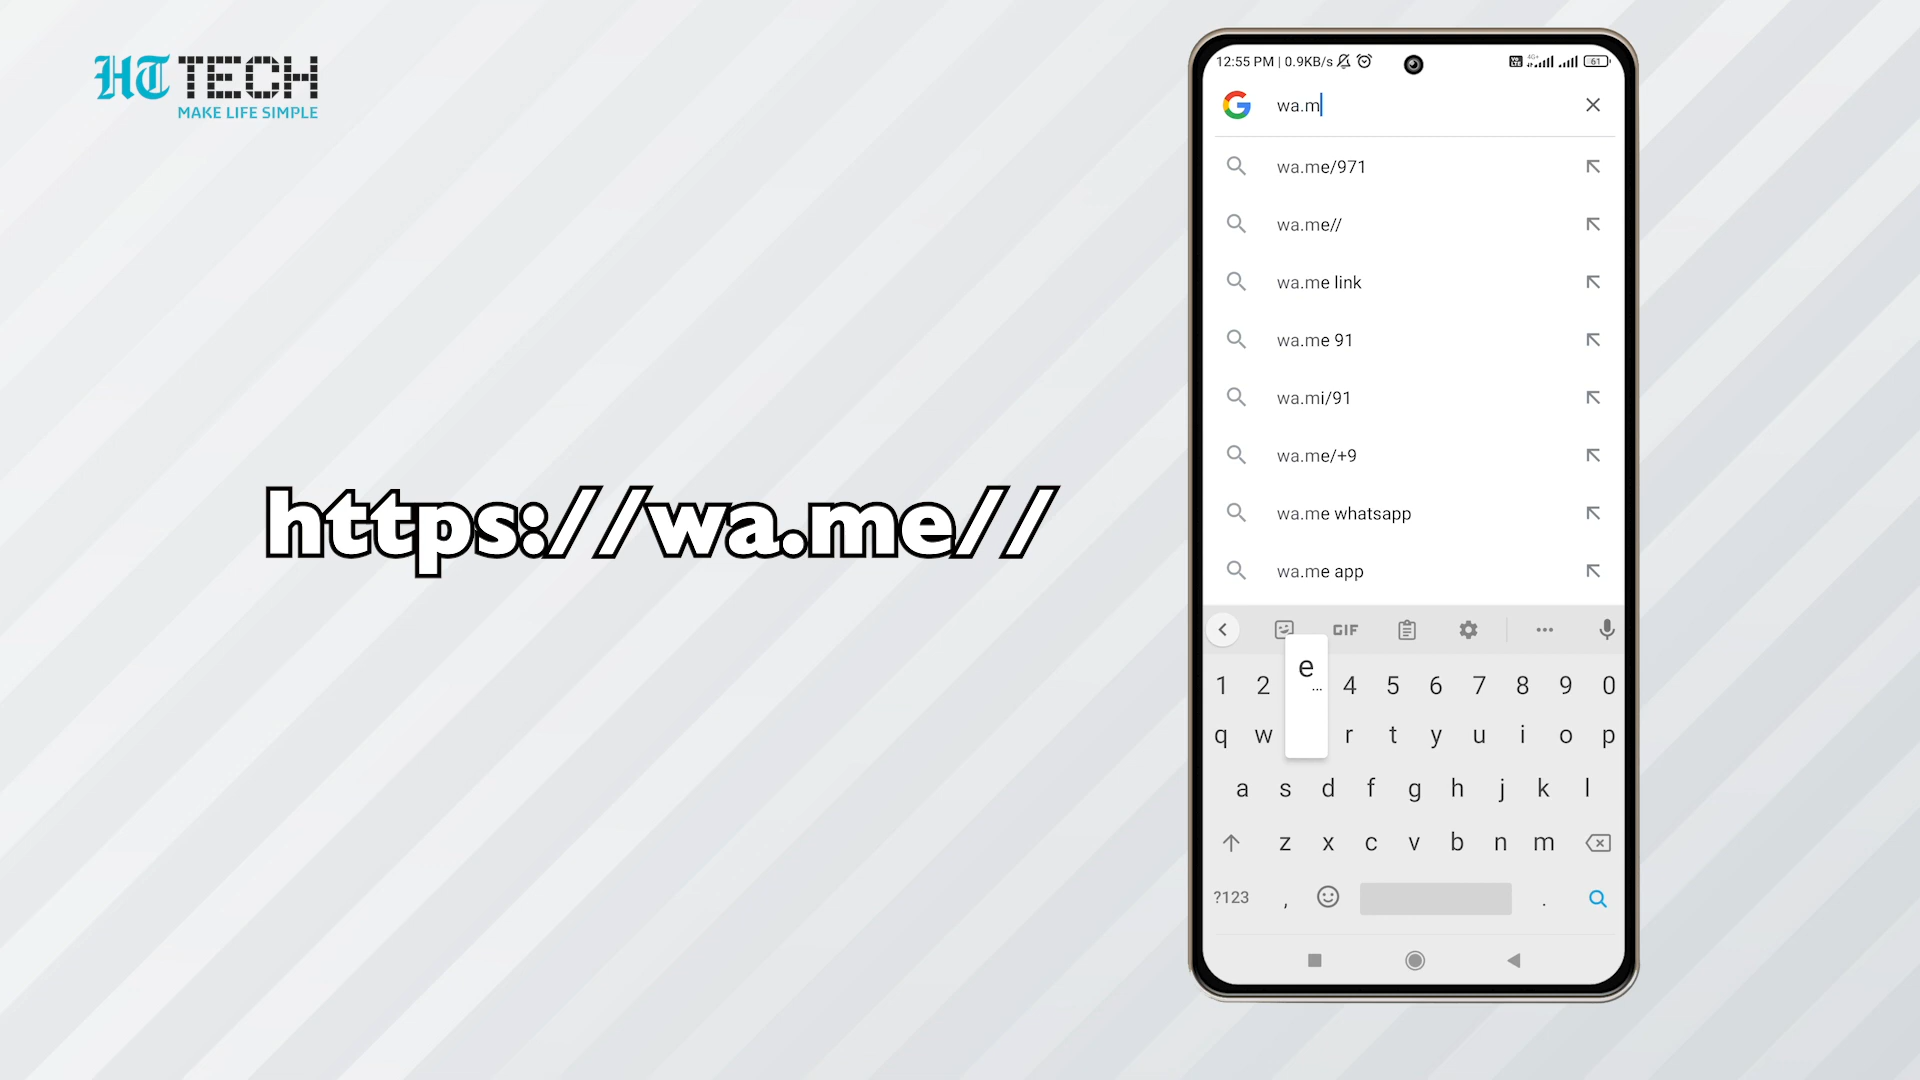 HT TECH
MAKE LIFE SIMPLE
https://wa.me//
12:55 PM | 0.9KB/s
4G+
61
wa.m
wa.me/971
wa.me//
wa.me link
wa.me 91
wa.mi/91
wa.me/+9
wa.me whatsapp
wa.me app
GIF
e
...
1 2 4 5 6 7 8 9 0
q w r t y u i o p
a s d f g h j k l
z x c v b n m
?123 , .